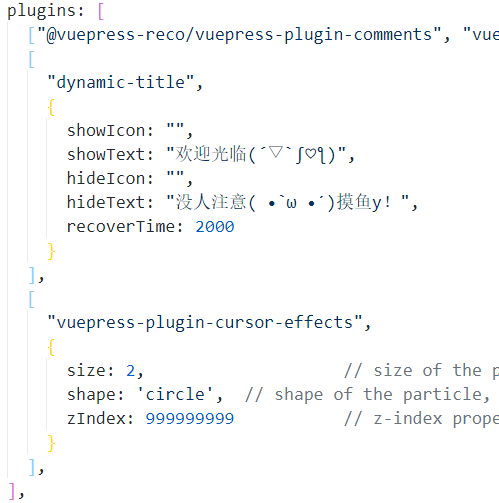 plugins: [
["@vuepress-reco/vuepress-plugin-comments", "vue
[
"dynamic-title",
{
showIcon: "",
showText: "欢迎光临(´▽`ʃ♡ƪ)",
hideIcon: "",
hideText: "没人注意( •̀ω •́)摸鱼y！",
recoverTime: 2000
}
],
[
"vuepress-plugin-cursor-effects",
{
size: 2, // size of the p
shape: 'circle', // shape of the particle,
zIndex: 999999999 // z-index prope
}
],
],